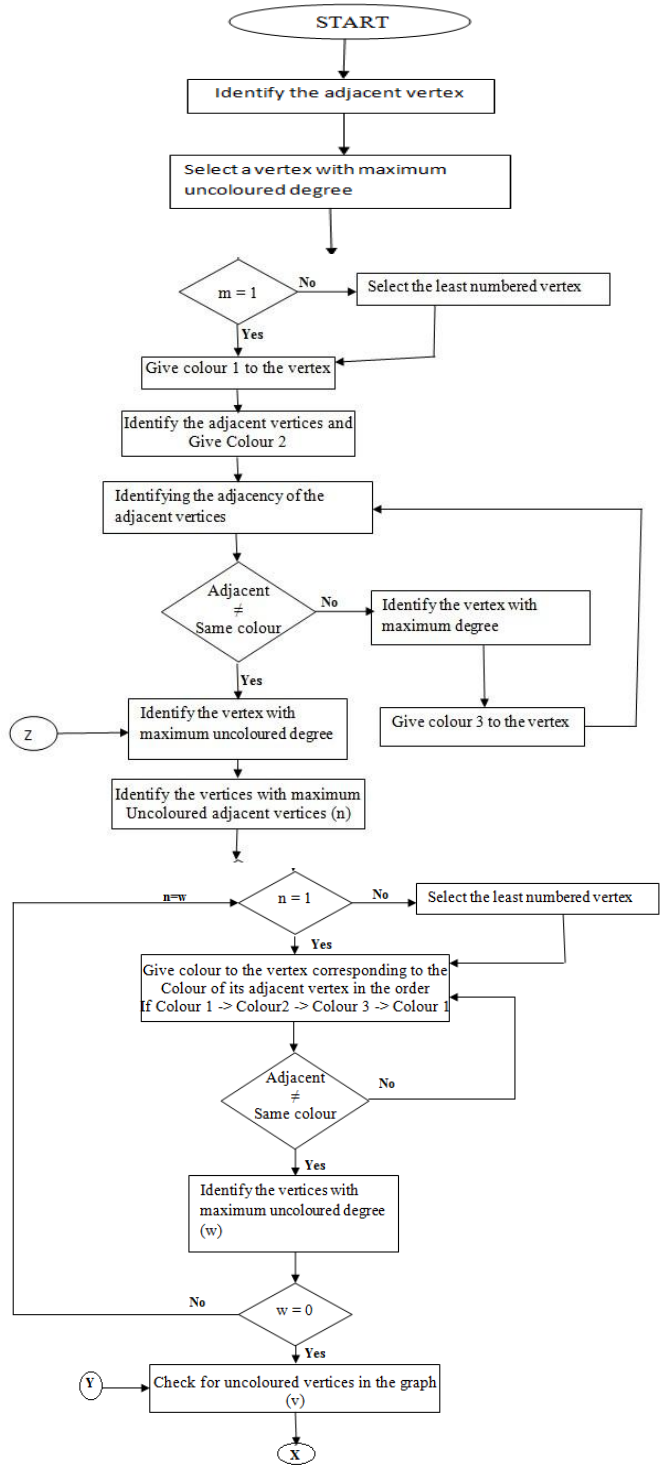 START
Identify the adjacent vertex
Select a vertex with maximum
uncoloured degree
m = 1
No
Select the least numbered vertex
Yes
Give colour 1 to the vertex
Identify the adjacent vertices and
Give Colour 2
Identifying the adjacency of the
adjacent vertices
Adjacent
≠
Same colour
No
Identify the vertex with
maximum degree
Yes
Give colour 3 to the vertex
Z
Identify the vertex with
maximum uncoloured degree
Identify the vertices with maximum
Uncoloured adjacent vertices (n)
n=w
n = 1
No
Select the least numbered vertex
Yes
Give colour to the vertex corresponding to the
Colour of its adjacent vertex in the order
If Colour 1 -> Colour2 -> Colour 3 -> Colour 1
Adjacent
≠
Same colour
No
Yes
Identify the vertices with
maximum uncoloured degree
(w)
No
w = 0
Yes
Y
Check for uncoloured vertices in the graph
(v)
X